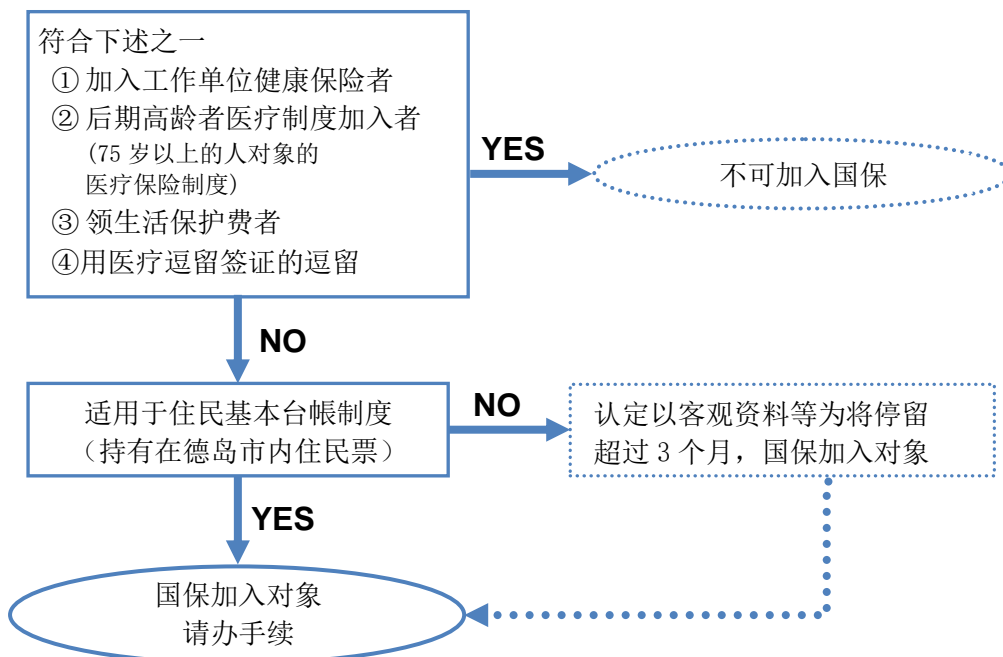 符合下述之一
① 加入工作单位健康保险者
② 后期高龄者医疗制度加入者
(75 岁以上的人对象的
医疗保险制度)
③ 领生活保护费者
④用医疗逗留签证的逗留
YES
不可加入国保
NO
适用于住民基本台帐制度
（持有在德岛市内住民票）
NO
认定以客观资料等为将停留
超过 3 个月，国保加入对象
YES
国保加入对象
请办手续